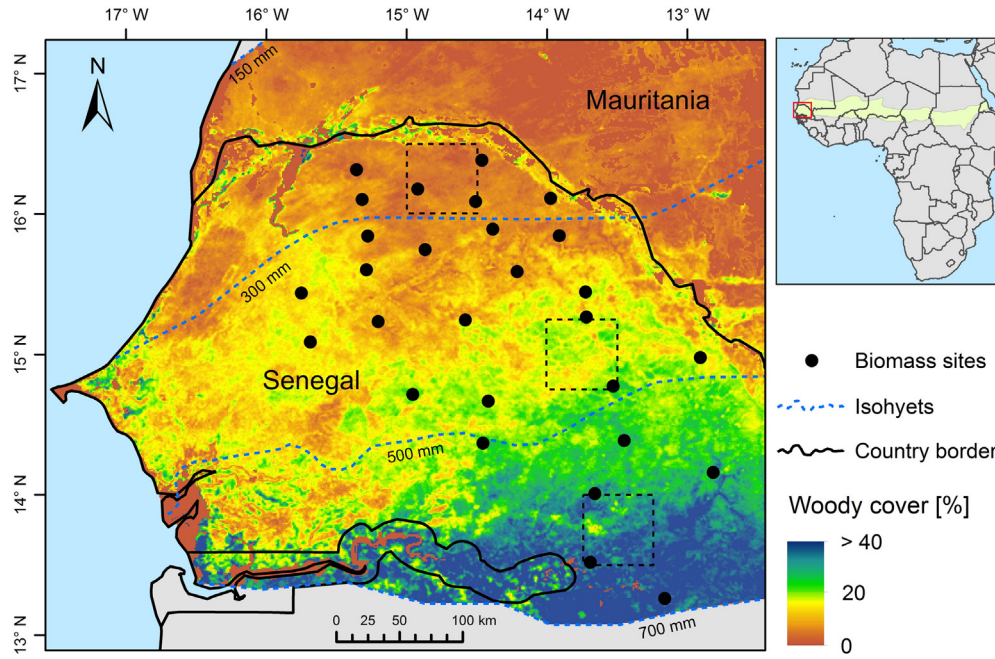 17° W
16° W
15° W
14° W
13° W
17° N
16° N
15° N
14° N
13° N
N
150 mm
Mauritania
300 mm
Senegal
500 mm
700 mm
0 25 50 100 km
Biomass sites
Isohyets
Country border
Woody cover [%]
> 40
20
0